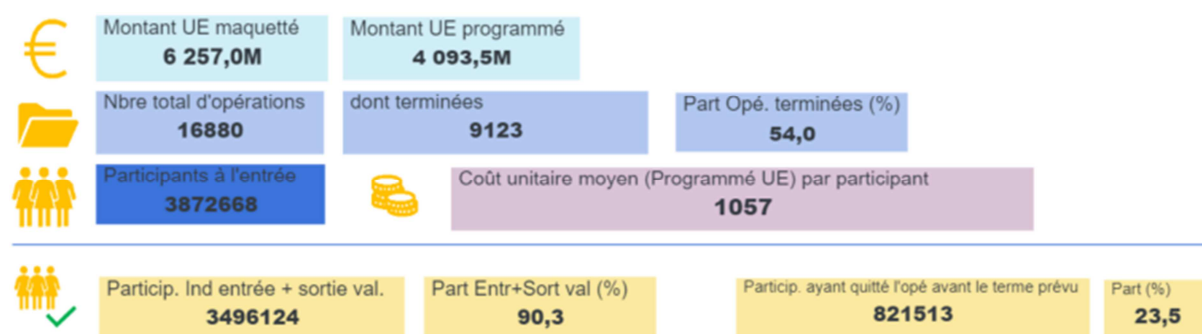 Montant UE maquetté
6 257,0M
Montant UE programmé
4 093,5M
Nbre total d'opérations
16880
dont terminées
9123
Part Opé. terminées (%)
54,0
Participants à l'entrée
3872668
Coût unitaire moyen (Programmé UE) par participant
1057
Particip. Ind entrée + sortie val.
3496124
Part Entr+Sort val (%)
90,3
Particip. ayant quitté l'opé avant le terme prévu
821513
Part (%)
23,5